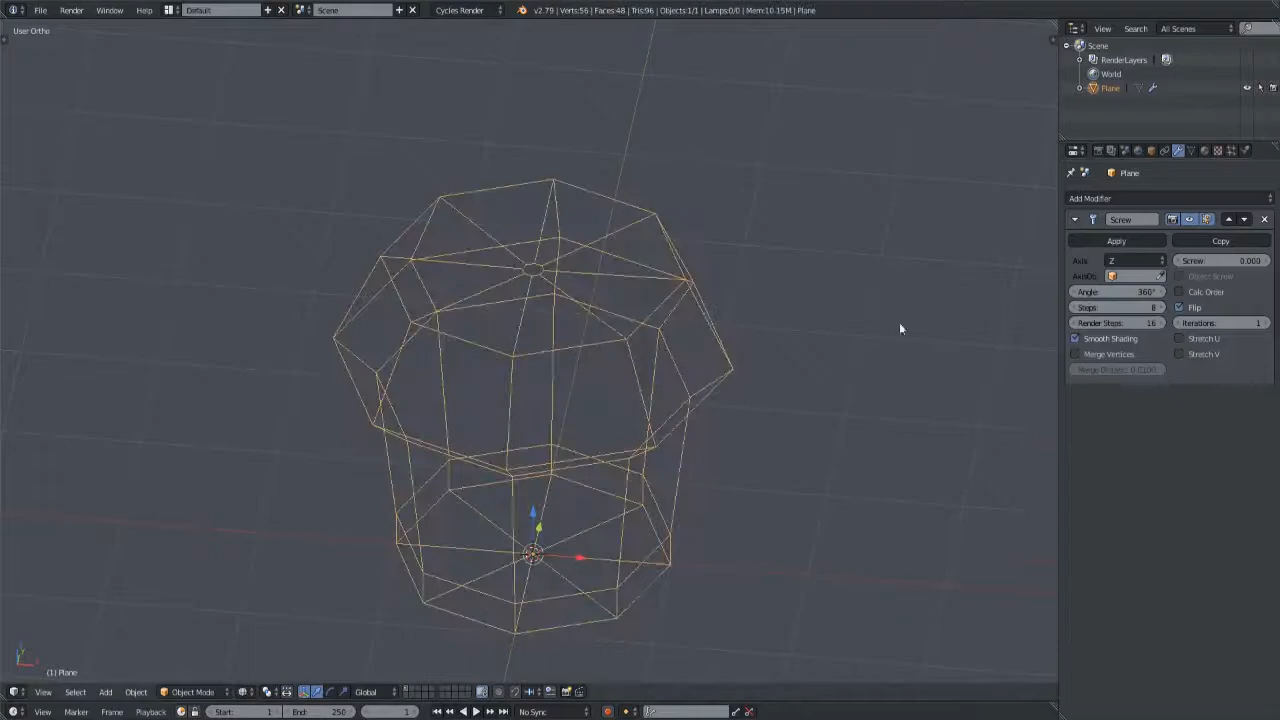 File Render Window Help Default Scene Cycles Render v2.79 | Verts:56 | Faces:48 | Tris:96 | Objects:1/1 | Lamps:0/0 | Mem:10.15M | Plane
User Ortho
View Search All Scenes
Scene
RenderLayers
World
Plane
Plane
Add Modifier
Screw
Apply Copy
Axis: Z Screw: 0.000
AxisOb: Object Screw
Angle: 360° Calc Order
Steps: 8 Flip
Render Steps: 16 Iterations: 1
Smooth Shading Stretch U
Merge Vertices Stretch V
Merge Distanc: 0.0100
(1) Plane
View Select Add Object Object Mode Global
View Marker Frame Playback Start: 1 End: 250 1 No Sync